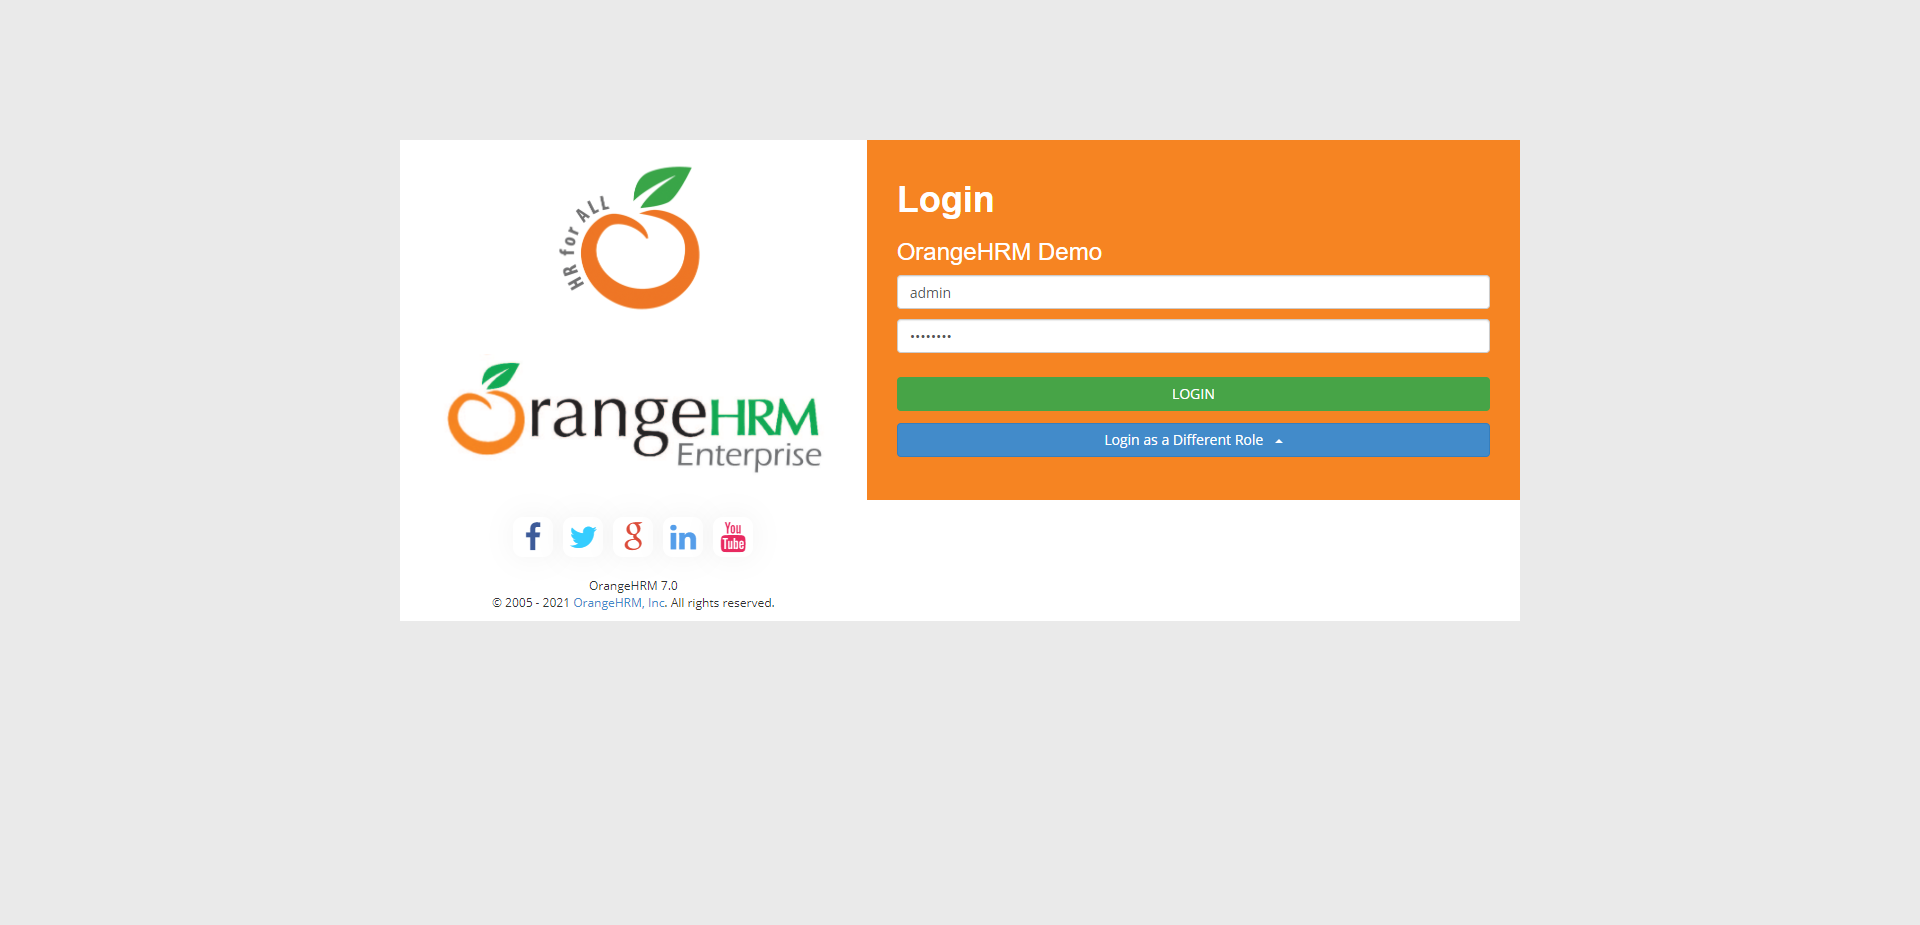 HR for ALL
OrangeHRM
Enterprise
f
g
in
You
Tube
OrangeHRM 7.0
© 2005 - 2021 OrangeHRM, Inc. All rights reserved.
Login
OrangeHRM Demo
admin
••••••••
LOGIN
Login as a Different Role